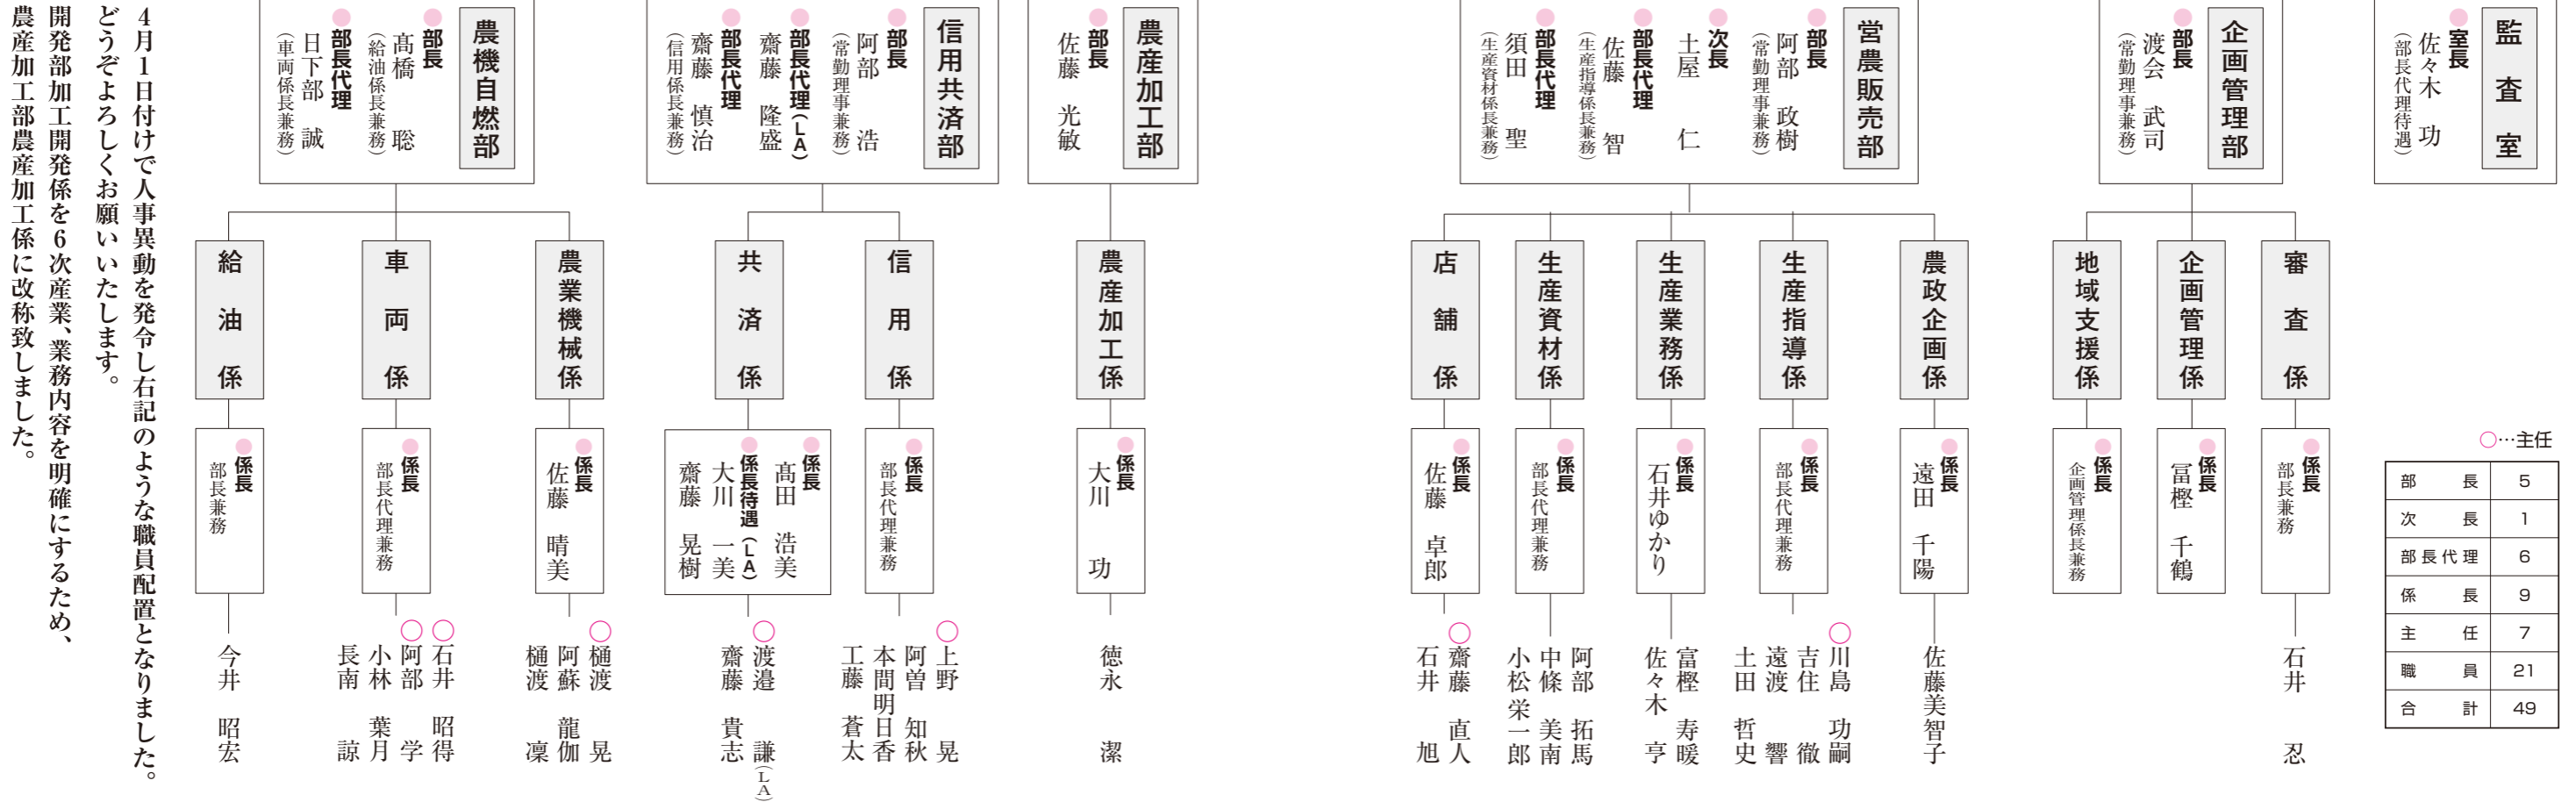 監査室
室長
佐々木 功
(部長代理待遇)
企画管理部
部長
渡会 武司
(常勤理事兼務)
審査係
係長
部長兼務
石井 忍
企画管理係
係長
冨樫 千鶴
地域支援係
係長
企画管理係長兼務
営農販売部
部長
阿部 政樹
(常勤理事兼務)
次長
土屋 仁
部長代理
佐藤 智
(生産指導係長兼務)
部長代理
須田 聖
(生産資材係長兼務)
農政企画係
係長
遠田 千陽
佐藤美智子
生産指導係
係長
部長代理兼務
○川島 功嗣
吉住 徹
遠渡 響
土田 哲史
生産業務係
係長
石井ゆかり
富樫 寿暖
佐々木 亨
生産資材係
係長
部長代理兼務
阿部 拓馬
中條 美南
小松 栄一郎
店舗係
係長
佐藤 卓郎
○齋藤 直人
石井 旭
○…主任
部長 5
次長 1
部長代理 6
係長 9
主任 7
職員 21
合計 49
農産加工部
部長
佐藤 光敏
農産加工係
係長
大川 功
徳永 潔
信用共済部
部長
阿部 浩
(常勤理事兼務)
部長代理(LA)
齋藤 隆盛
部長代理
齋藤 慎治
(信用係長兼務)
信用係
係長
部長代理兼務
○上野 晃
阿曽 知秋
本間明日香
工藤 蒼太
共済係
係長
髙田 浩美
係長待遇(LA)
大川 一美
齋藤 晃樹
○渡邉 謙(LA)
齋藤 貴志
農機自燃部
部長
髙橋 聡
(給油係長兼務)
部長代理
日下部 誠
(車両係長兼務)
農業機械係
係長
佐藤 晴美
○樋渡 晃
阿蘇 龍伽
樋渡 凜
車両係
係長
部長代理兼務
○石井 昭得
○阿部 学
小林 葉月
長南 諒
給油係
係長
部長兼務
今井 昭宏
4月1日付けで人事異動を発令し右記のような職員配置となりました。
どうぞよろしくお願いいたします。
開発部加工開発係を6次産業、業務内容を明確にするため、
農産加工部農産加工係に改称致しました。